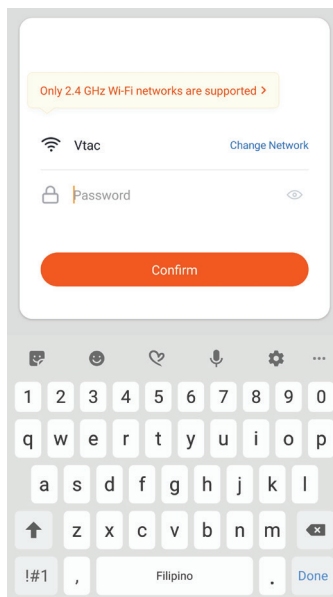 Only 2.4 GHz Wi-Fi networks are supported >
Vtac Change Network
Password
Confirm
1 2 3 4 5 6 7 8 9 0
q w e r t y u i o p
a s d f g h j k l
z x c v b n m
!#1 , Filipino . Done